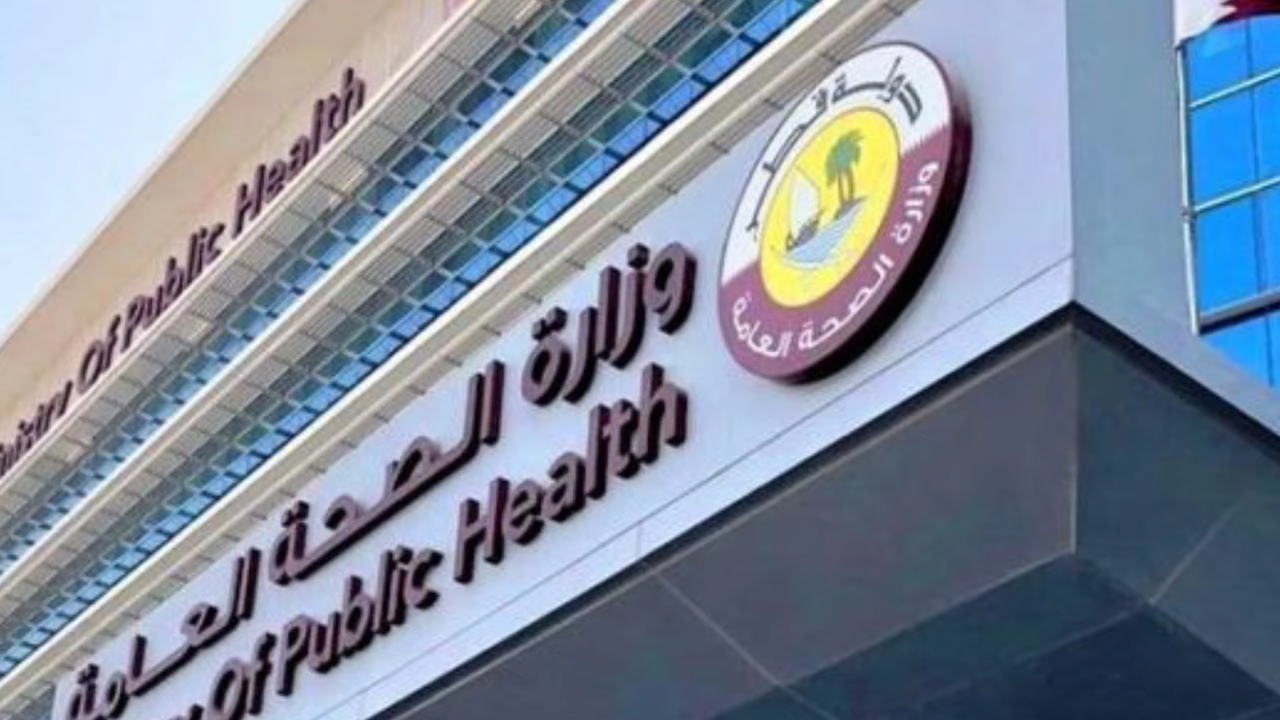 Ministry Of Public Health
دولة قطر
وزارة الصحة العامة
وزارة الصحة العامة
Of Public Health